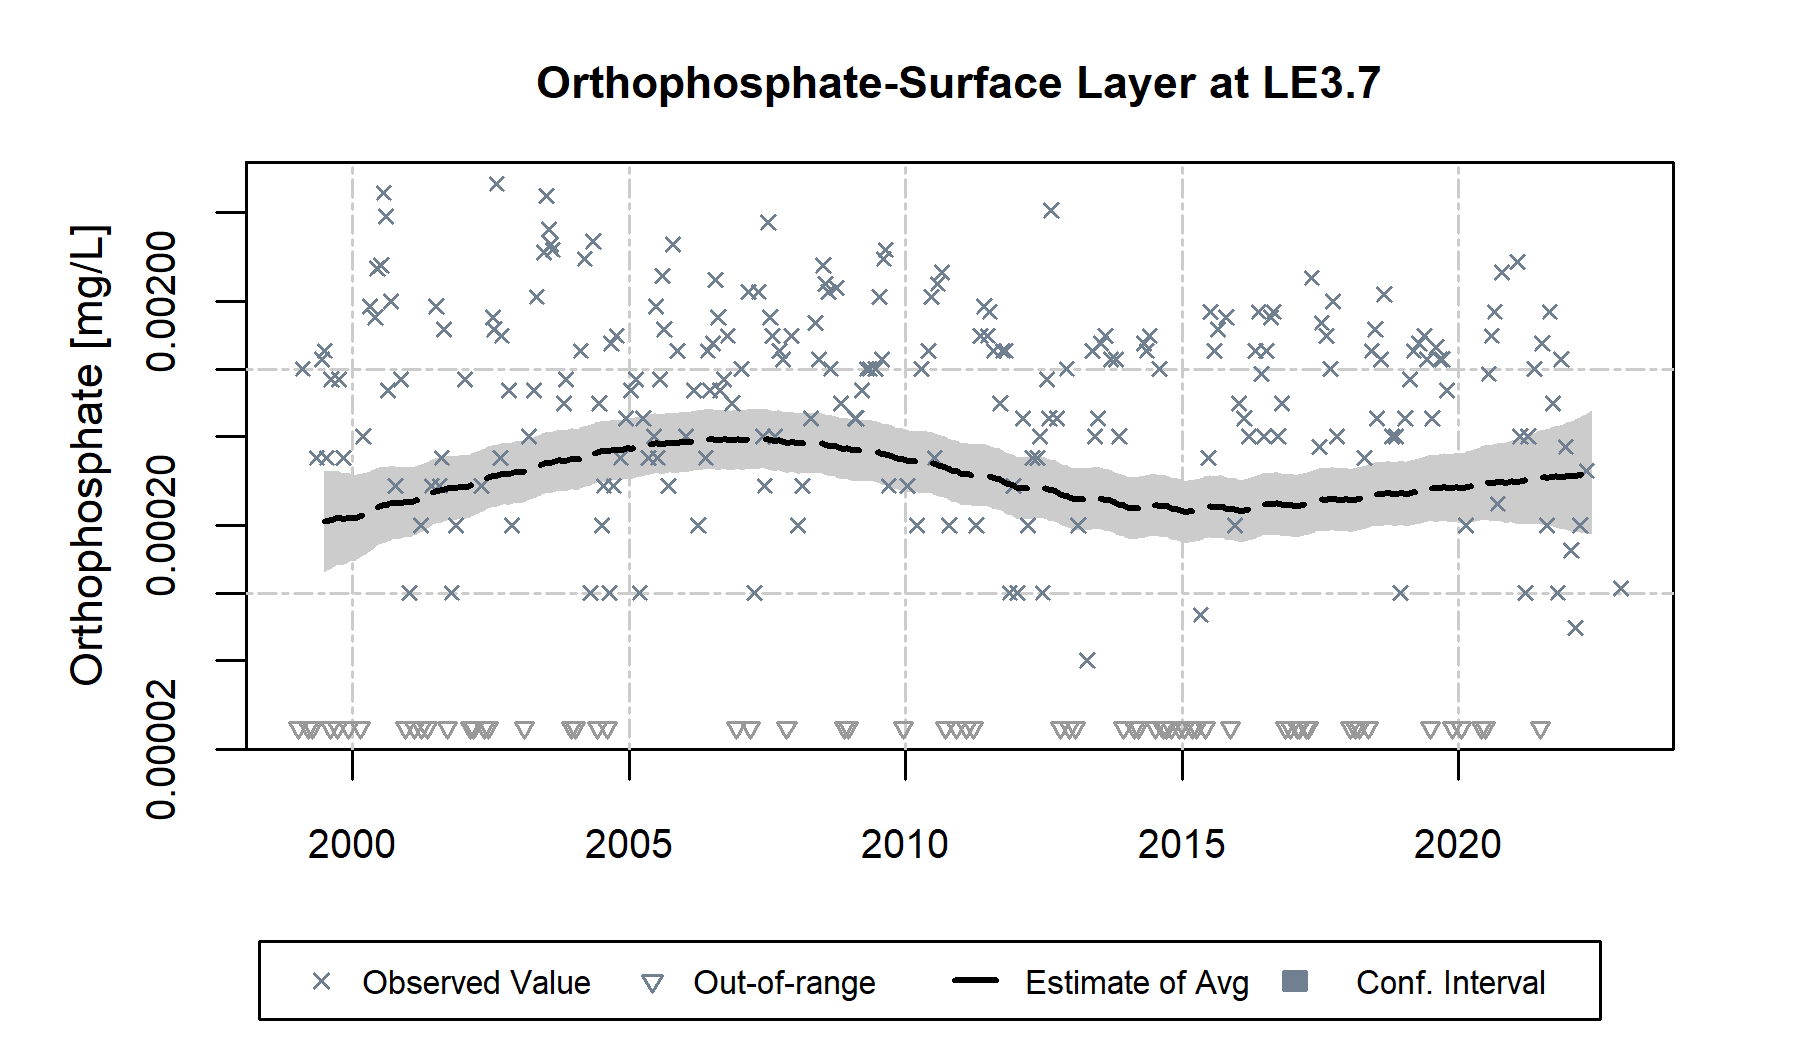 Orthophosphate-Surface Layer at LE3.7
Orthophosphate [mg/L]
0.00200
0.00020
0.00002
2000 2005 2010 2015 2020
Observed Value Out-of-range Estimate of Avg Conf. Interval